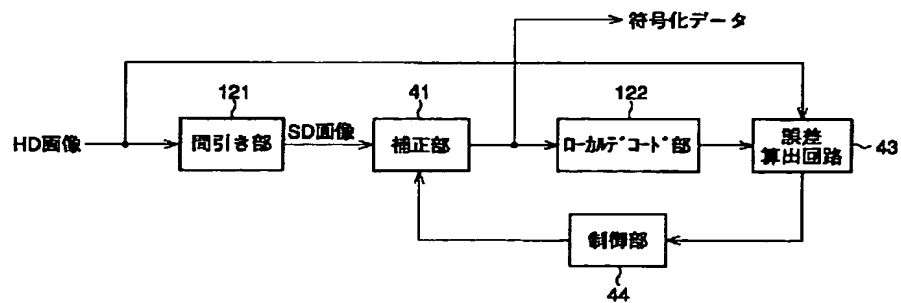 符号化データ
121
41
122
HD画像
間引き部
SD画像
補正部
ローカルデコード部
誤差
算出回路
43
制御部
44